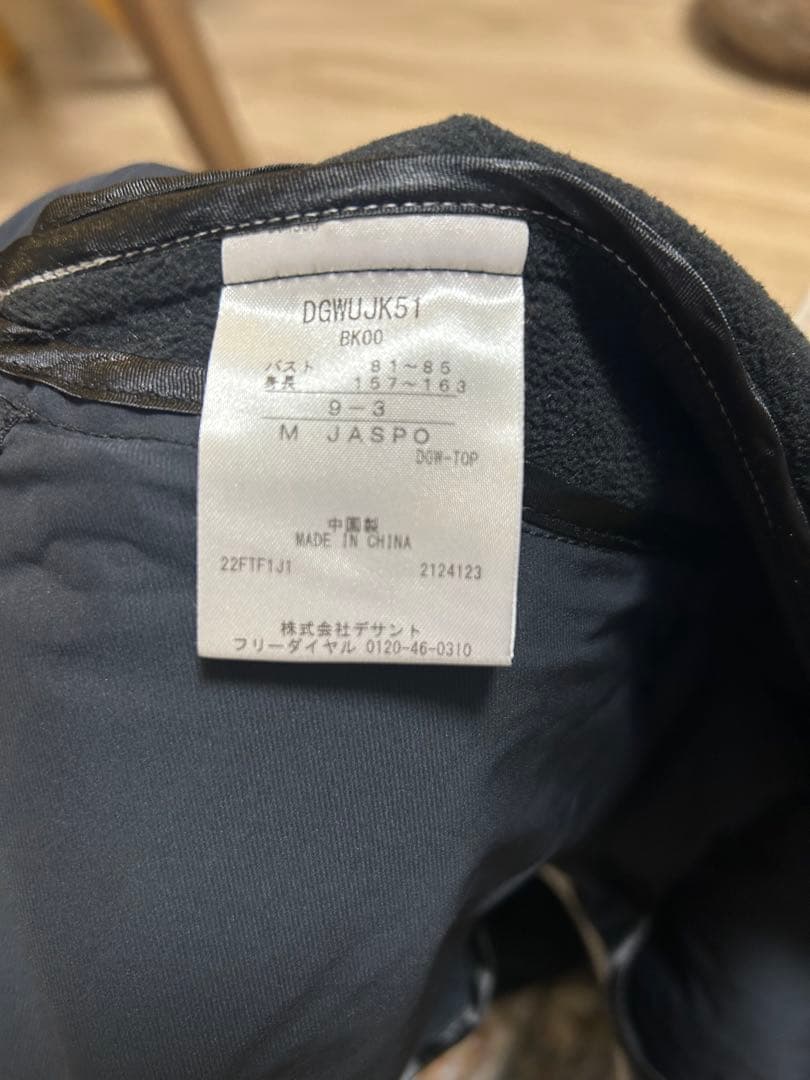 DGWUJK51
BK00
バスト 81〜85
身長 157〜163
9-3
M JASPO
DGW-TOP
中国製
MADE IN CHINA
22FTF1J1 2124123
株式会社デサント
フリーダイヤル 0120-46-0310